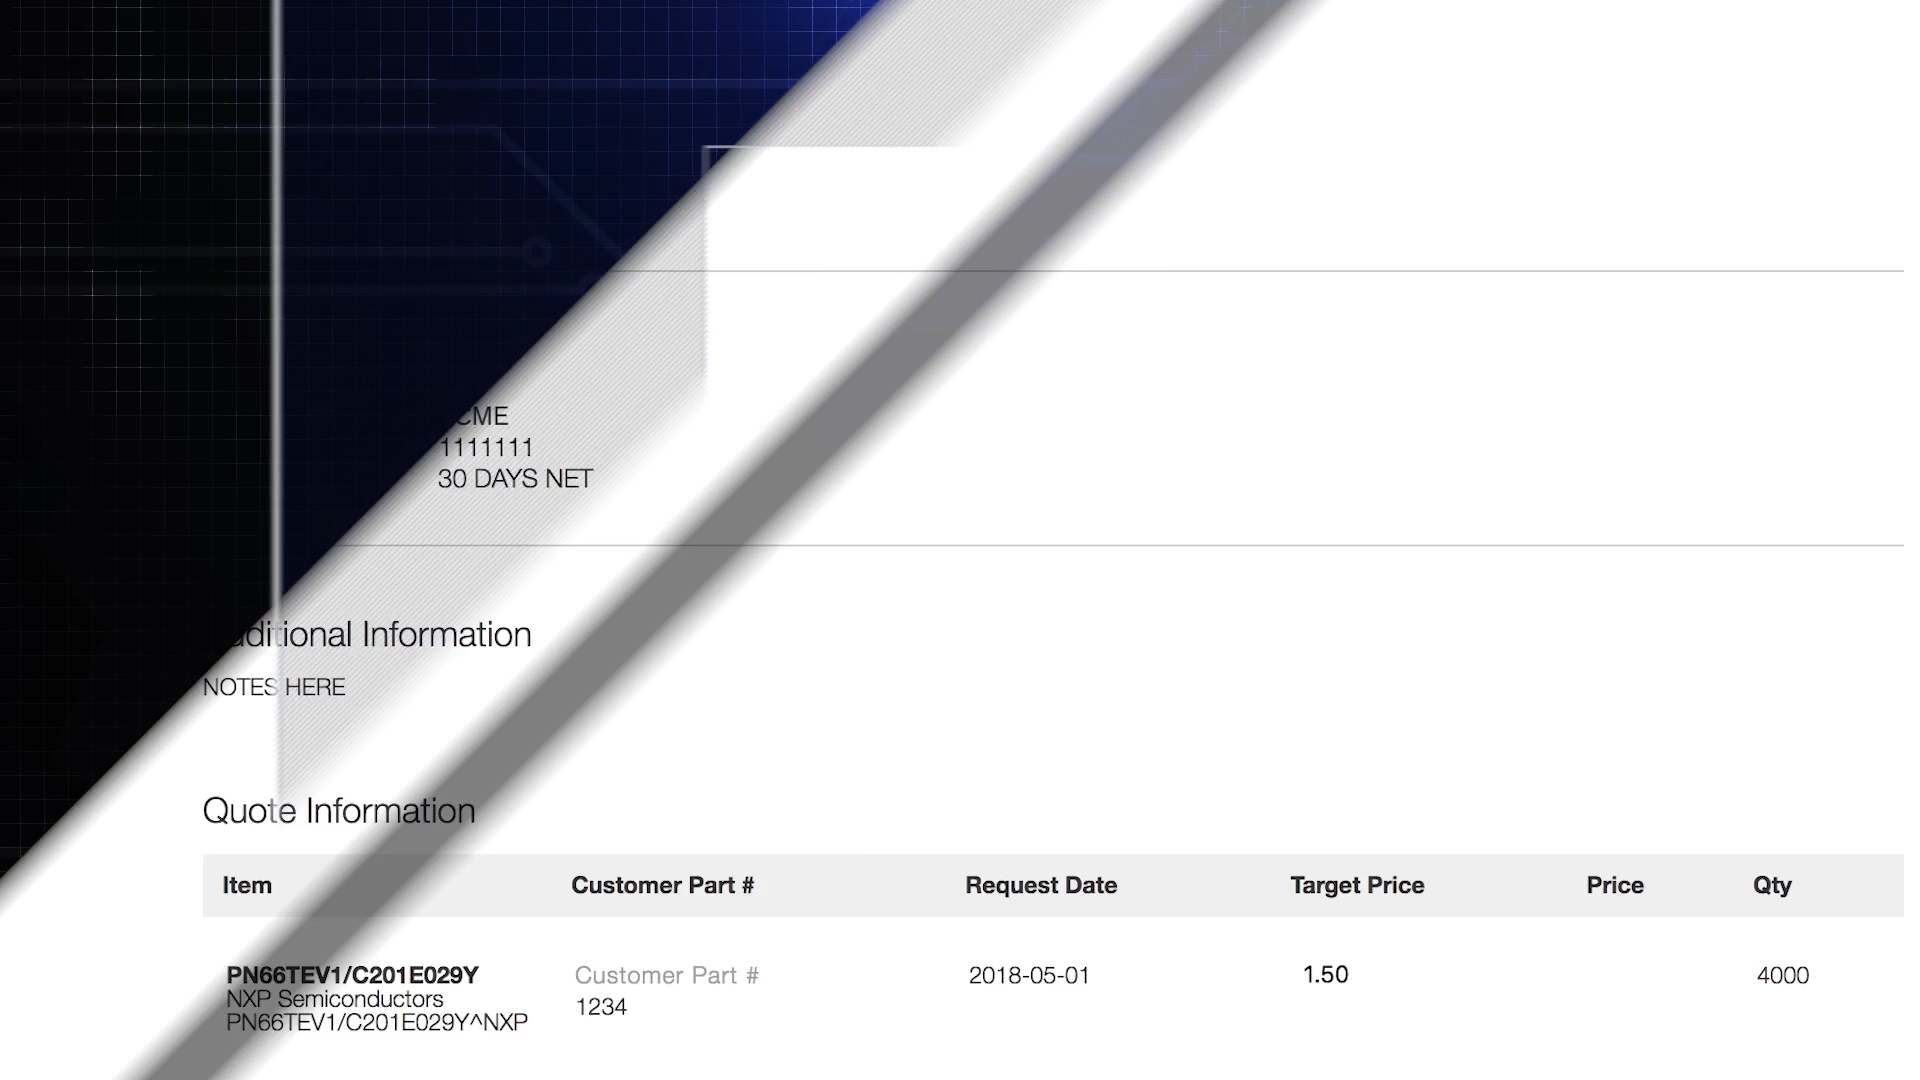 CME
1111111
30 DAYS NET
Additional Information
NOTES HERE
Quote Information
Item Customer Part # Request Date Target Price Price Qty
PN66TEV1/C201E029Y Customer Part # 2018-05-01 1.50 4000
NXP Semiconductors 1234
PN66TEV1/C201E029Y^NXP